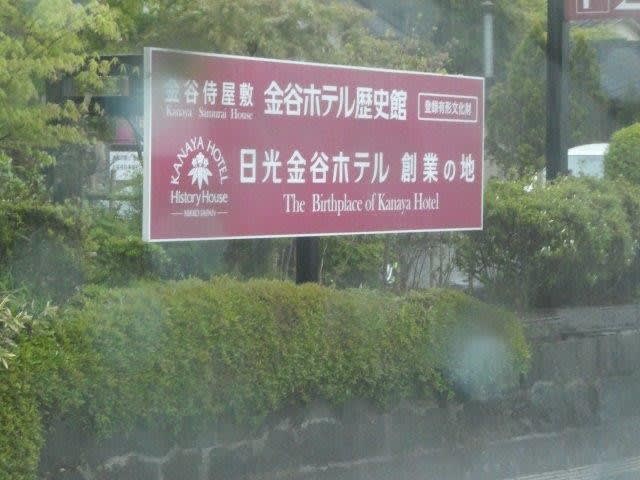 金谷侍屋敷 金谷ホテル歴史館 登録有形文化財
Kanaya Samurai House
KANAYA HOTEL
History House
NIKKO JAPAN
日光金谷ホテル 創業の地
The Birthplace of Kanaya Hotel